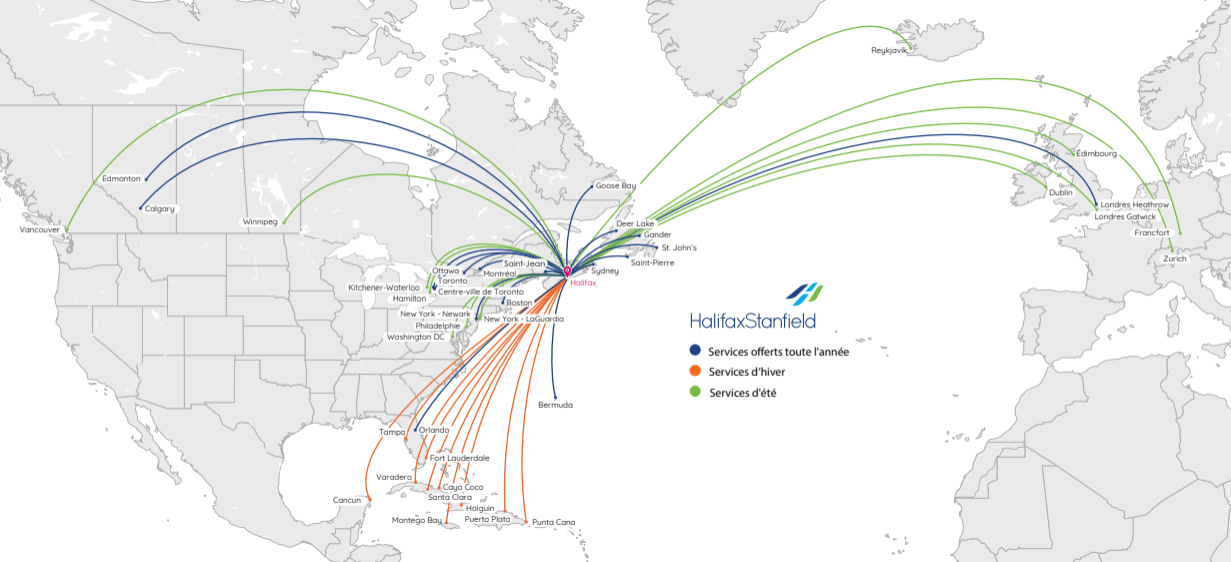 Reykjavik
Édimbourg
Dublin
Londres Heathrow
Londres Gatwick
Francfort
Zurich
Edmonton
Calgary
Vancouver
Winnipeg
Goose Bay
Deer Lake
Gander
St. John's
Saint-Pierre
Sydney
Halifax
Saint-Jean
Ottawa
Montréal
Toronto
Kitchener-Waterloo
Centre-ville de Toronto
Hamilton
Boston
New York - Newark
New York - LaGuardia
Philadelphie
Washington DC
HalifaxStanfield
Services offerts toute l'année
Services d'hiver
Services d'été
Bermuda
Tampa
Orlando
Fort Lauderdale
Varadero
Cayo Coco
Santa Clara
Cancun
Holguin
Montego Bay
Puerto Plata
Punta Cana